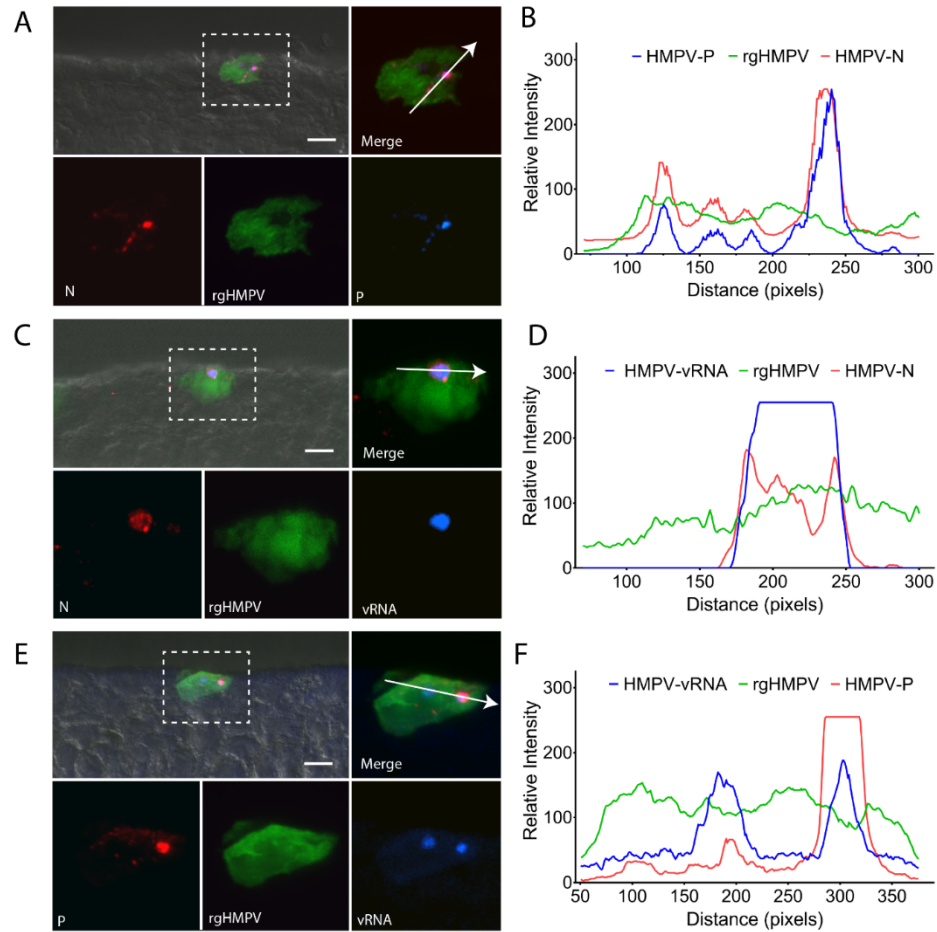 A
Merge
N
rgHMPV
P
B
HMPV-P rgHMPV HMPV-N
Relative Intensity
300
200
100
0
100 150 200 250 300
Distance (pixels)
C
Merge
N
rgHMPV
vRNA
D
HMPV-vRNA rgHMPV HMPV-N
Relative Intensity
300
200
100
0
100 150 200 250 300
Distance (pixels)
E
Merge
P
rgHMPV
vRNA
F
HMPV-vRNA rgHMPV HMPV-P
Relative Intensity
300
200
100
0
50 100 150 200 250 300 350
Distance (pixels)